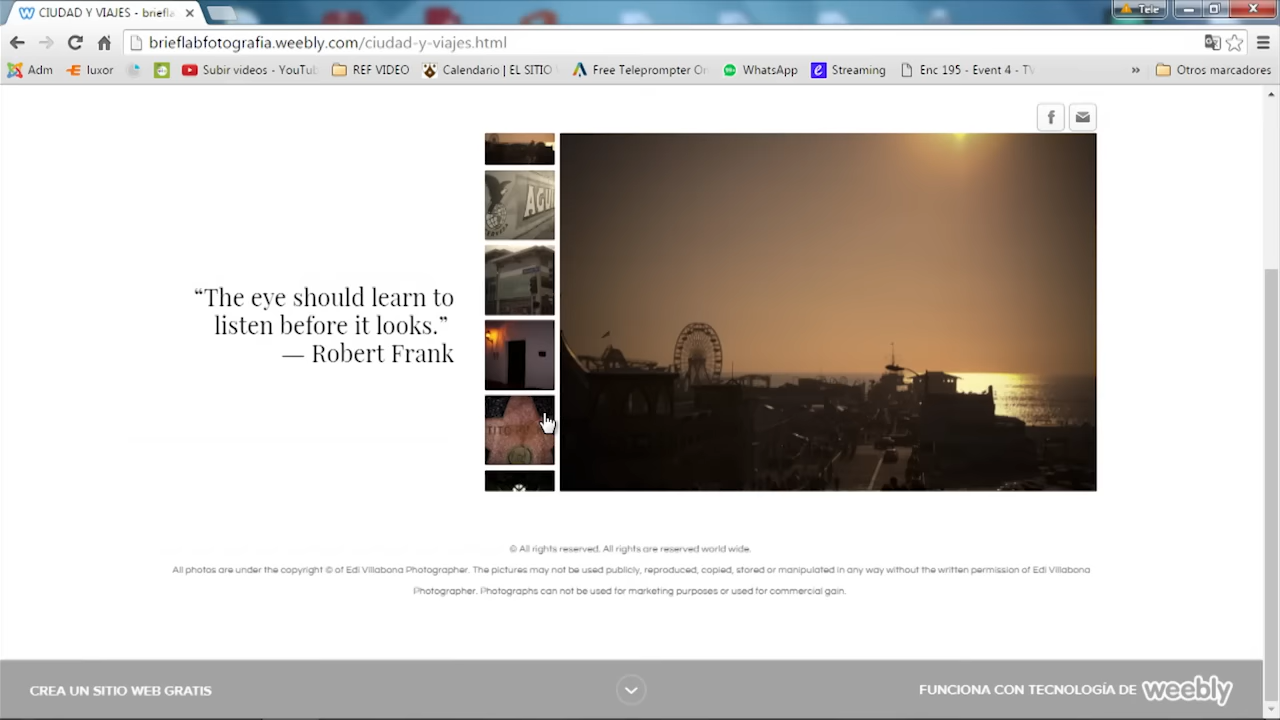 CIUDAD Y VIAJES - briefla
Tele
brieflabfotografia.weebly.com/ciudad-y-viajes.html
Adm
luxor
Subir videos - YouTu
REF VIDEO
Calendario | EL SITIO
Free Teleprompter On
WhatsApp
Streaming
Enc 195 - Event 4 - TV
»
Otros marcadores
AGU
“The eye should learn to
listen before it looks.”
― Robert Frank
TITO
© All rights reserved. All rights are reserved world wide.
All photos are under the copyright © of Edi Villabona Photographer. The pictures may not be used publicly, reproduced, copied, stored or manipulated in any way without the written permission of Edi Villabona
Photographer. Photographs can not be used for marketing purposes or used for commercial gain.
CREA UN SITIO WEB GRATIS
FUNCIONA CON TECNOLOGÍA DE weebly